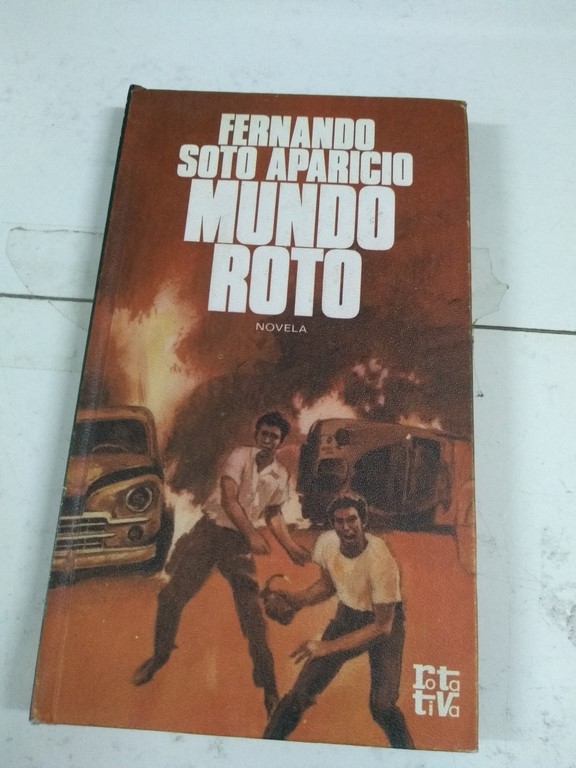 FERNANDO
SOTO APARICIO
MUNDO
ROTO
NOVELA
rota
tiva